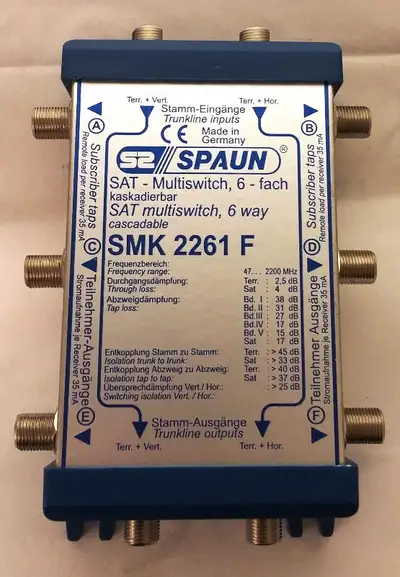 Terr. + Vert.
Terr. + Hor.
Stamm-Eingänge
Trunkline inputs
CE
Made in
Germany
SPAUN ®
SAT - Multiswitch, 6 - fach
kaskadierbar
SAT multiswitch, 6 way
cascadable
SMK 2261 F
Frequenzbereich:
Frequency range: 47... 2200 MHz
Durchgangsdämpfung: Terr. : 2,5 dB
Through loss: Sat : 4 dB
Abzweigdämpfung: Bd. I : 38 dB
Tap loss: Bd. II : 31 dB
Bd.III : 27 dB
Bd.IV : 17 dB
Bd.V : 15 dB
Sat : 17 dB
Entkopplung Stamm zu Stamm: Terr. : > 45 dB
Isolation trunk to trunk: Sat : > 33 dB
Entkopplung Abzweig zu Abzweig: Terr. : > 40 dB
Isolation tap to tap: Sat : > 37 dB
Übersprechdämpfung Vert./ Hor.: : > 25 dB
Switching isolation Vert./ Hor.:
Stamm-Ausgänge
Trunkline outputs
Terr. + Vert.
Terr. + Hor.
A
Subscriber taps
Remote load per receiver 35 mA
C
Teilnehmer-Ausgänge
Stromaufnahme je Receiver 35 mA
E
B
Subscriber taps
Remote load per receiver 35 mA
D
Teilnehmer Ausgänge
Stromaufnahme je Receiver 35 mA
F